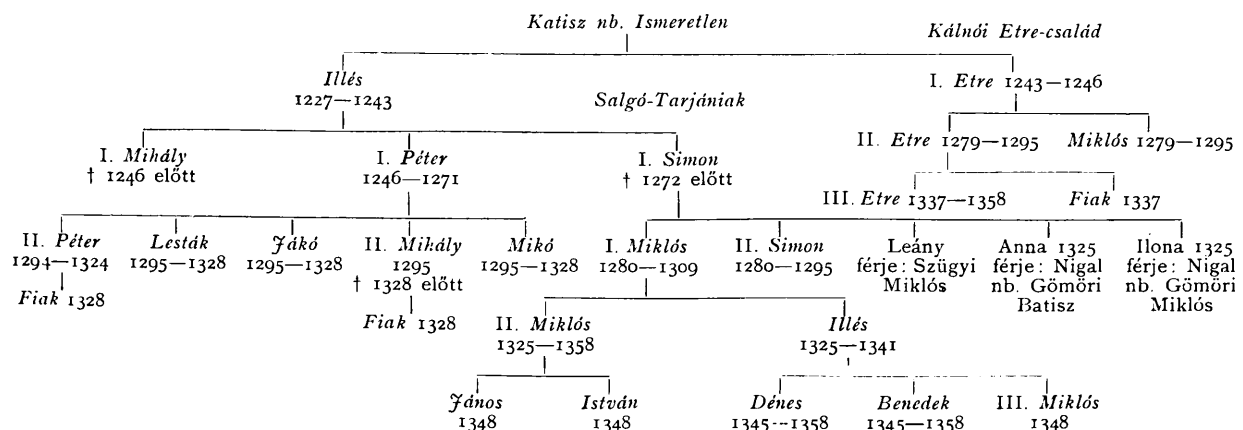 Katisz nb. Ismeretlen
Kálnói Etre-család
Illés
1227—1243
Salgó-Tarjániak
I. Etre 1243—1246
I. Mihály
† 1246 előtt
I. Péter
1246—1271
I. Simon
† 1272 előtt
II. Etre 1279—1295
Miklós 1279—1295
III. Etre 1337—1358
Fiak 1337
II. Péter
1294—1324
Lesták
1295—1328
Jákó
1295—1328
II. Mihály
1295
† 1328 előtt
Mikó
1295—1328
I. Miklós
1280—1309
II. Simon
1280—1295
Leány
férje: Szügyi
Miklós
Anna 1325
férje: Nigal
nb. Gömöri
Batisz
Ilona 1325
férje: Nigal
nb. Gömöri
Miklós
Fiak 1328
Fiak 1328
II. Miklós
1325—1358
Illés
1325—1341
János
1348
István
1348
Dénes
1345---1358
Benedek
1345—1358
III. Miklós
1348